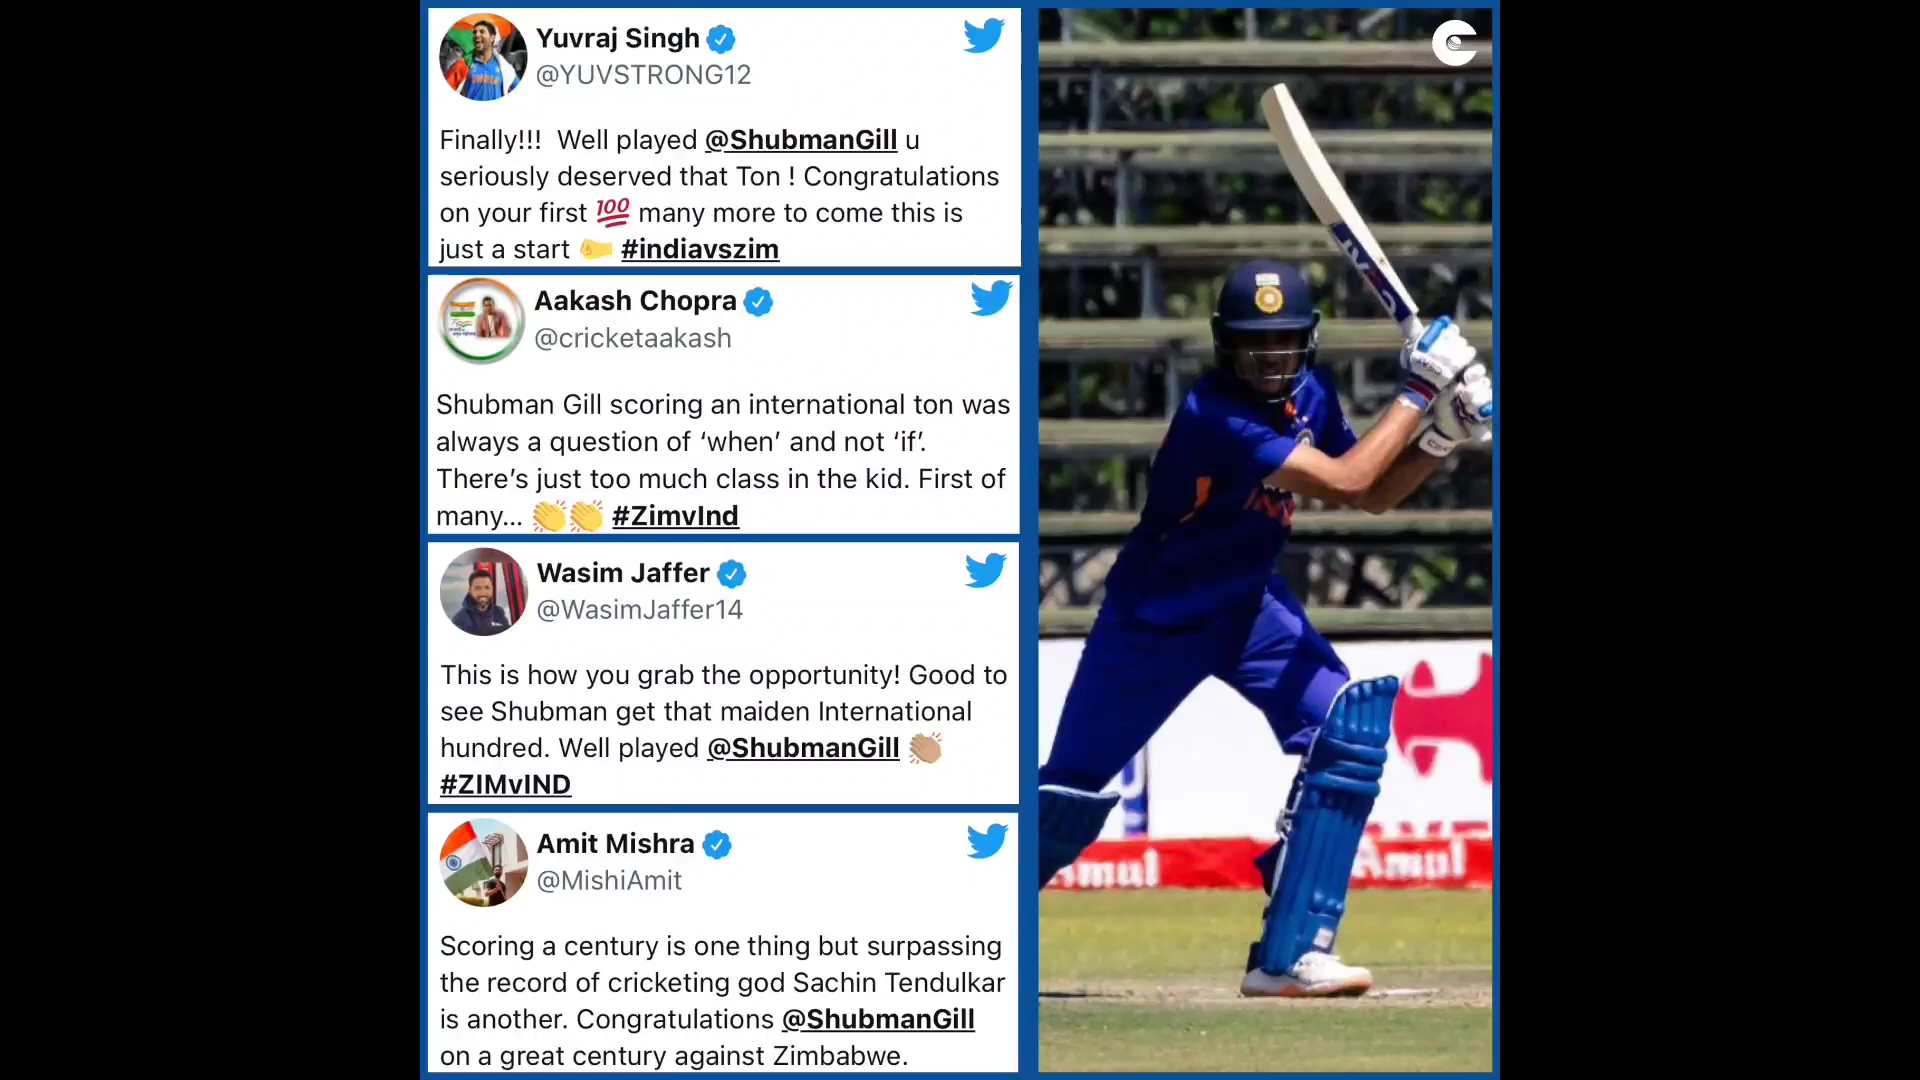 Yuvraj Singh
@YUVSTRONG12
Finally!!! Well played @ShubmanGill u
seriously deserved that Ton ! Congratulations
on your first 💯 many more to come this is
just a start 🤛 #indiavszim
Aakash Chopra
@cricketaakash
Shubman Gill scoring an international ton was
always a question of ‘when’ and not ‘if’.
There’s just too much class in the kid. First of
many... 👏👏 #ZimvInd
Wasim Jaffer
@WasimJaffer14
This is how you grab the opportunity! Good to
see Shubman get that maiden International
hundred. Well played @ShubmanGill 👏🏽
#ZIMvIND
Amit Mishra
@MishiAmit
Scoring a century is one thing but surpassing
the record of cricketing god Sachin Tendulkar
is another. Congratulations @ShubmanGill
on a great century against Zimbabwe.
CEAT
Amul